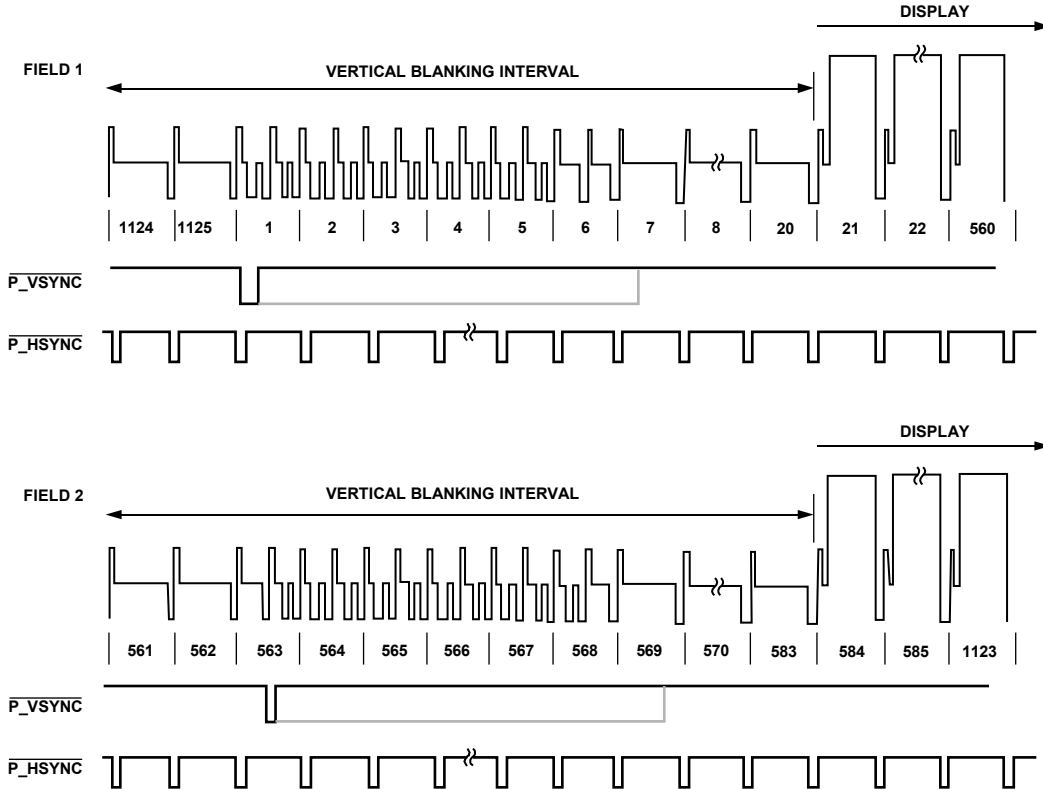 DISPLAY
FIELD 1
VERTICAL BLANKING INTERVAL
1124 1125 1 2 3 4 5 6 7 8 20 21 22 560
P_VSYNC
P_HSYNC
DISPLAY
FIELD 2
VERTICAL BLANKING INTERVAL
561 562 563 564 565 566 567 568 569 570 583 584 585 1123
P_VSYNC
P_HSYNC